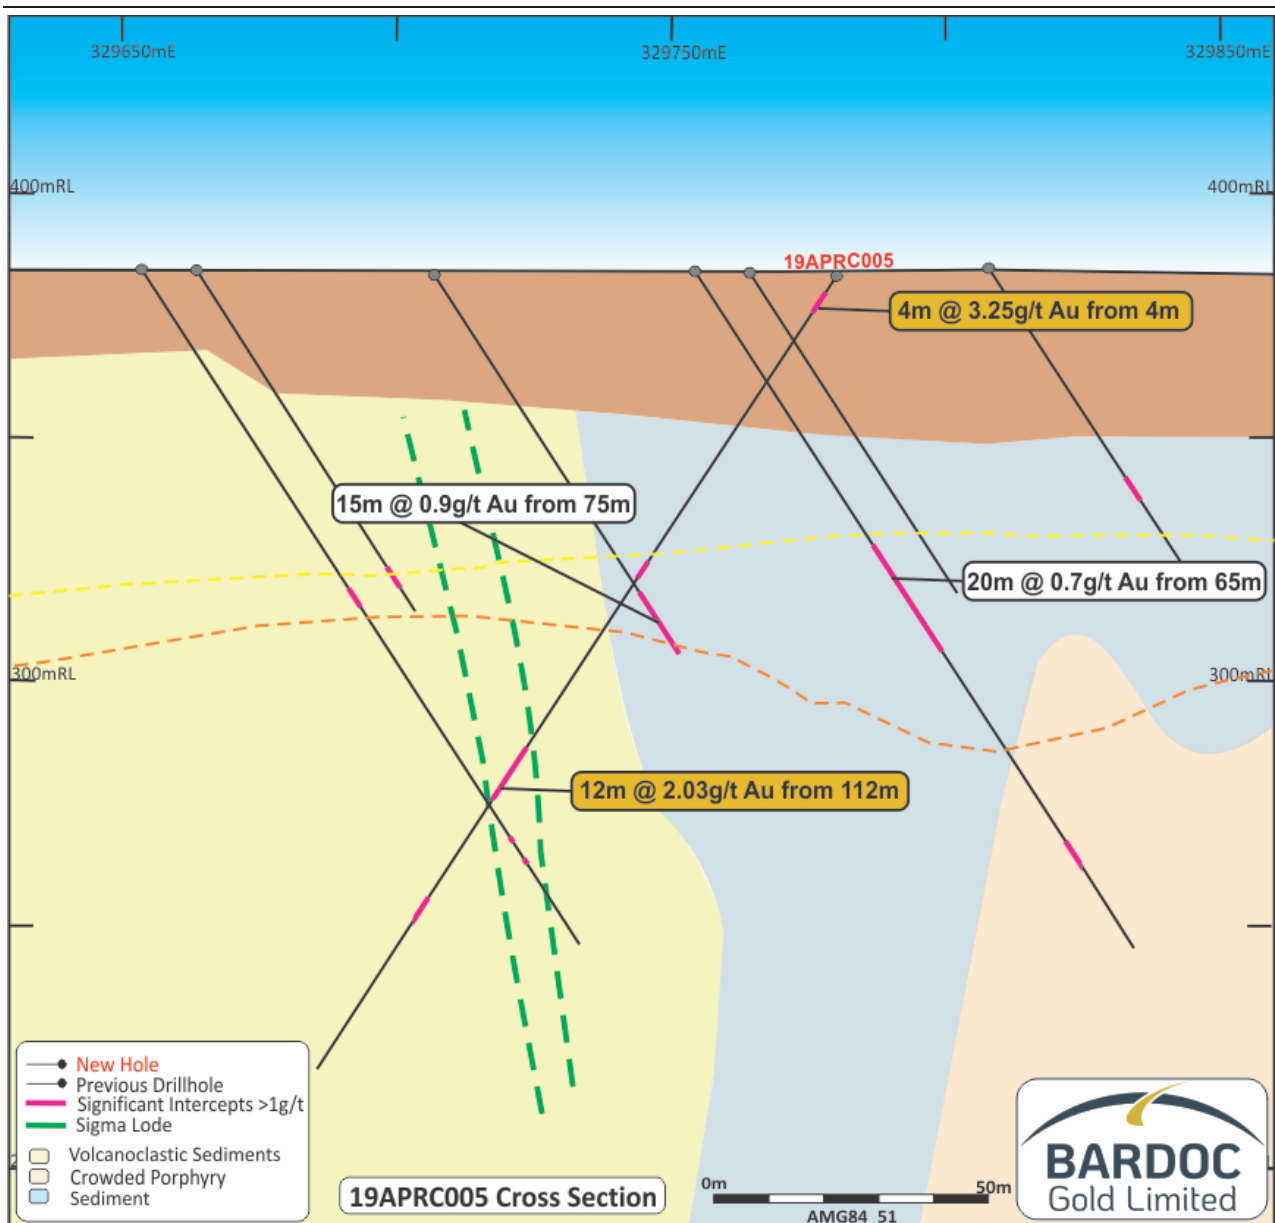 329650mE
329750mE
329850mE
400mRL
400mRL
19APRC005
4m @ 3.25g/t Au from 4m
15m @ 0.9g/t Au from 75m
20m @ 0.7g/t Au from 65m
300mRL
300mRL
12m @ 2.03g/t Au from 112m
New Hole
Previous Drillhole
Significant Intercepts >1g/t
Sigma Lode
Volcanoclastic Sediments
Crowded Porphyry
Sediment
19APRC005 Cross Section
0m
50m
AMG84 51
BARDOC
Gold Limited